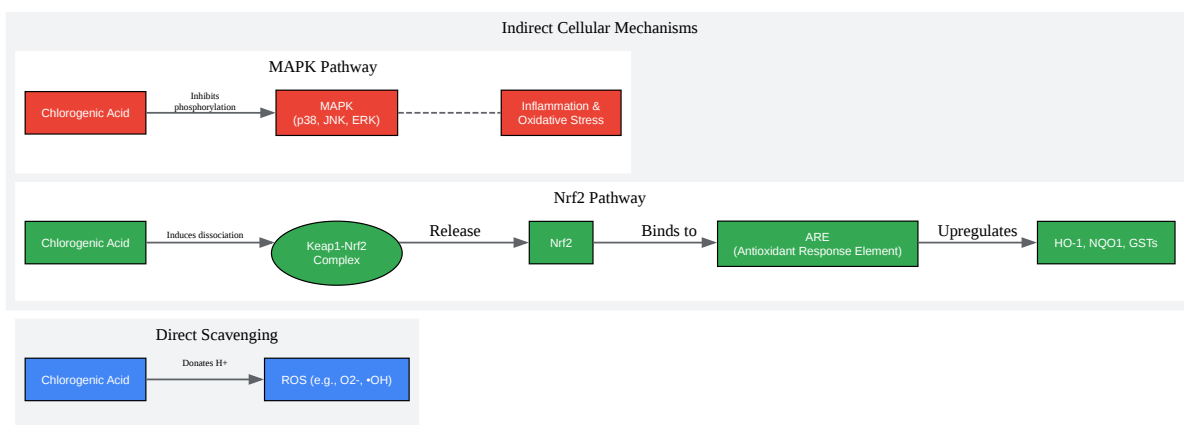 Indirect Cellular Mechanisms
MAPK Pathway
Chlorogenic Acid
Inhibits
phosphorylation
MAPK
(p38, JNK, ERK)
Inflammation &
Oxidative Stress
Nrf2 Pathway
Chlorogenic Acid
Induces dissociation
Keap1-Nrf2
Complex
Release
Nrf2
Binds to
ARE
(Antioxidant Response Element)
Upregulates
HO-1, NQO1, GSTs
Direct Scavenging
Chlorogenic Acid
Donates H+
ROS (e.g., O2-, •OH)